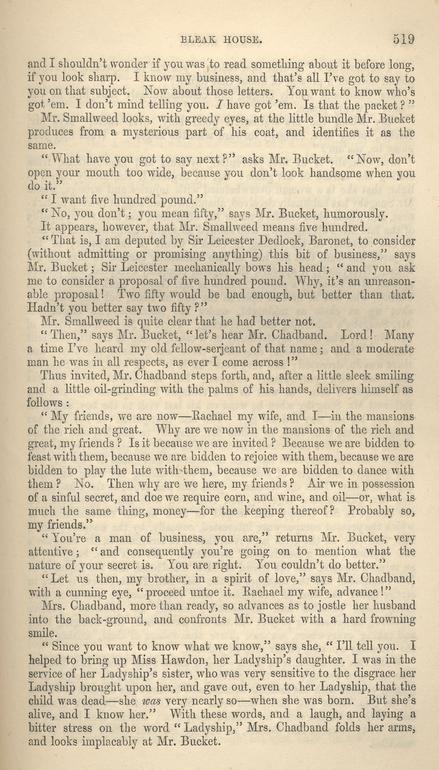 BLEAK HOUSE. 519
and I shouldn't wonder if you was to read something about it before long,
if you look sharp. I know my business, and that's all I've got to say to
you on that subject. Now about those letters. You want to know who's
got 'em. I don't mind telling you. I have got 'em. Is that the packet?"
Mr. Smallweed looks, with greedy eyes, at the little bundle Mr. Bucket
produces from a mysterious part of his coat, and identifies it as the
same.
"What have you got to say next?" asks Mr. Bucket. "Now, don't
open your mouth too wide, because you don't look handsome when you
do it."
"I want five hundred pound."
"No, you don't; you mean fifty," says Mr. Bucket, humorously.
It appears, however, that Mr. Smallweed means five hundred.
"That is, I am deputed by Sir Leicester Dedlock, Baronet, to consider
(without admitting or promising anything) this bit of business," says
Mr. Bucket; Sir Leicester mechanically bows his head; "and you ask
me to consider a proposal of five hundred pound. Why, it's an unreason-
able proposal! Two fifty would be bad enough, but better than that.
Hadn't you better say two fifty?"
Mr. Smallweed is quite clear that he had better not.
"Then," says Mr. Bucket, "let's hear Mr. Chadband. Lord! Many
a time I've heard my old fellow-serjeant of that name; and a moderate
man he was in all respects, as ever I come across!"
Thus invited, Mr. Chadband steps forth, and, after a little sleek smiling
and a little oil-grinding with the palms of his hands, delivers himself as
follows:
"My friends, we are now—Rachael my wife, and I—in the mansions
of the rich and great. Why are we now in the mansions of the rich and
great, my friends? Is it because we are invited? Because we are bidden to
feast with them, because we are bidden to rejoice with them, because we are
bidden to play the lute with them, because we are bidden to dance with
them? No. Then why are we here, my friends? Air we in possession
of a sinful secret, and doe we require corn, and wine, and oil—or, what is
much the same thing, money—for the keeping thereof? Probably so,
my friends."
"You're a man of business, you are," returns Mr. Bucket, very
attentive; "and consequently you're going on to mention what the
nature of your secret is. You are right. You couldn't do better."
"Let us then, my brother, in a spirit of love," says Mr. Chadband,
with a cunning eye, "proceed untoe it. Rachael my wife, advance!"
Mrs. Chadband, more than ready, so advances as to jostle her husband
into the back-ground, and confronts Mr. Bucket with a hard frowning
smile.
"Since you want to know what we know," says she, "I'll tell you. I
helped to bring up Miss Hawdon, her Ladyship's daughter. I was in the
service of her Ladyship's sister, who was very sensitive to the disgrace her
Ladyship brought upon her, and gave out, even to her Ladyship, that the
child was dead—she was very nearly so—when she was born. But she's
alive, and I know her." With these words, and a laugh, and laying a
bitter stress on the word "Ladyship," Mrs. Chadband folds her arms,
and looks implacably at Mr. Bucket.